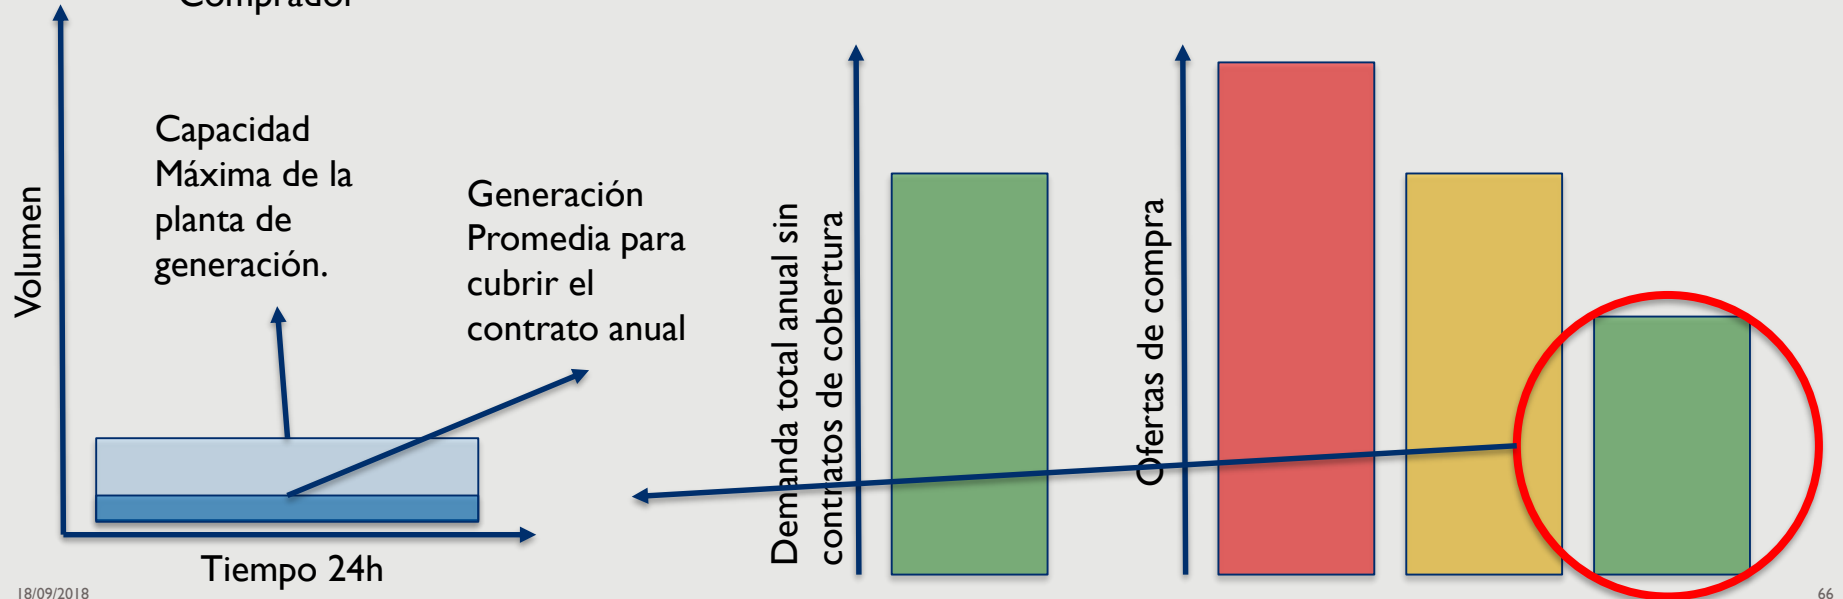 Comprador
Capacidad
Máxima de la
planta de
generación.
Generación
Promedia para
cubrir el
contrato anual
Volumen
Tiempo 24h
Demanda total anual sin
contratos de cobertura
Ofertas de compra
18/09/2018
66